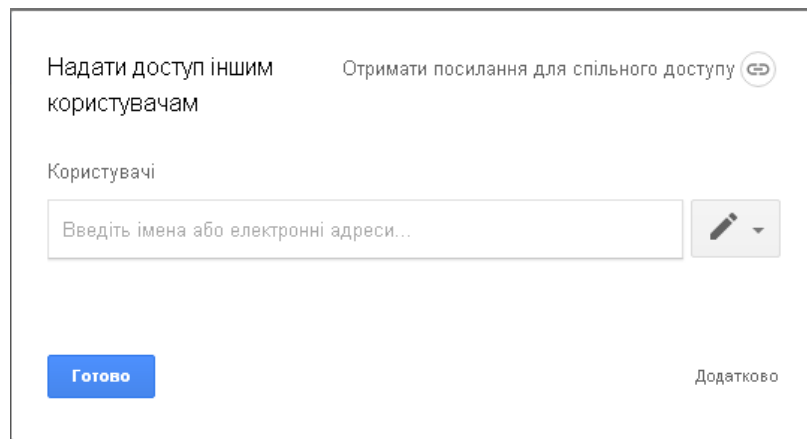 Надати доступ іншим
користувачам
Отримати посилання для спільного доступу
Користувачі
Введіть імена або електронні адреси...
Готово
Додатково